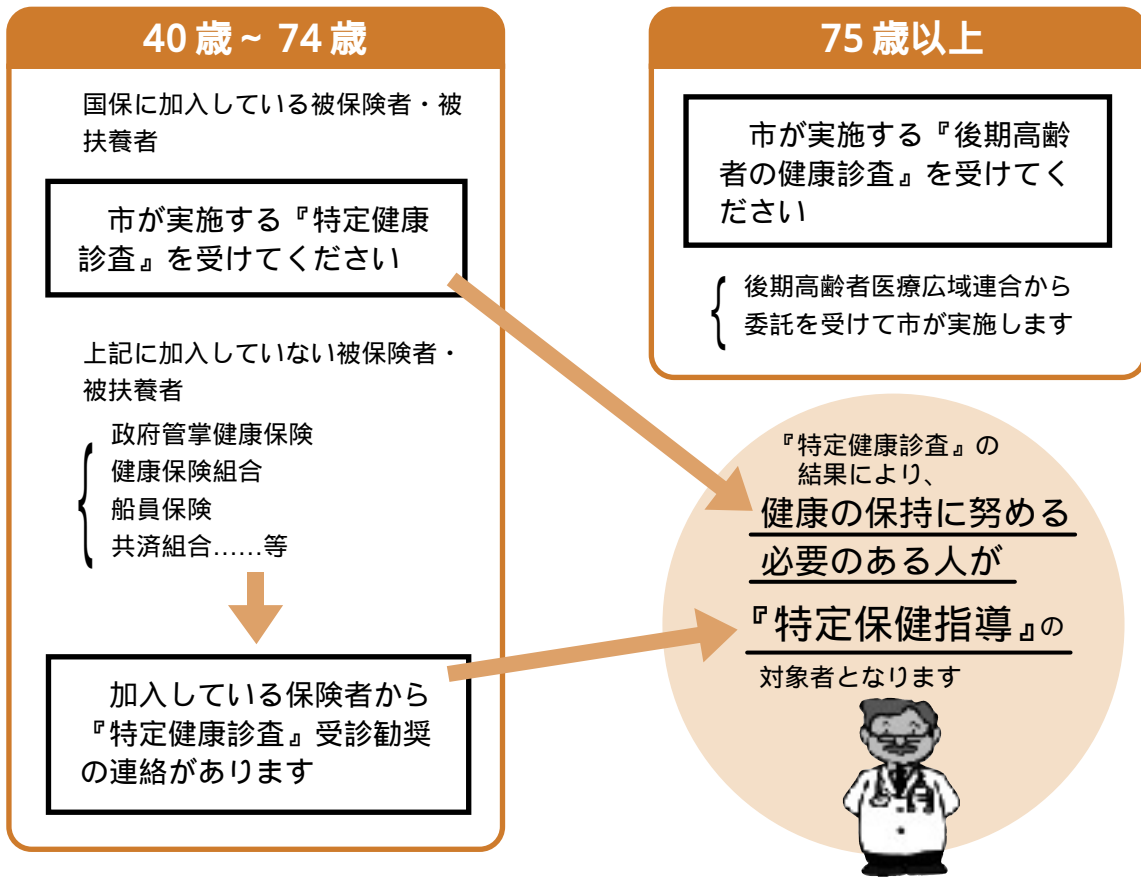 40歳~74歳
国保に加入している被保険者・被
扶養者
市が実施する『特定健康
診査』を受けてください
上記に加入していない被保険者・
被扶養者
政府管掌健康保険
健康保険組合
船員保険
共済組合……等
加入している保険者から
『特定健康診査』受診勧奨
の連絡があります
75歳以上
市が実施する『後期高齢
者の健康診査』を受けてく
ださい
後期高齢者医療広域連合から
委託を受けて市が実施します
『特定健康診査』の
結果により、
健康の保持に努める
必要のある人が
『特定保健指導』の
対象者となります